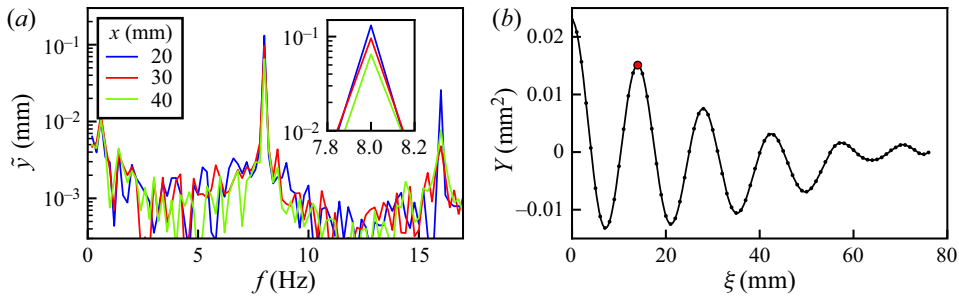 (a)
x (mm)
20
30
40
10⁻¹
10⁻²
10⁻³
ỹ (mm)
0 5 10 15
f (Hz)
10⁻¹
10⁻²
7.8 8.0 8.2
(b)
0.02
0.01
0
−0.01
Y (mm²)
0 20 40 60 80
ξ (mm)